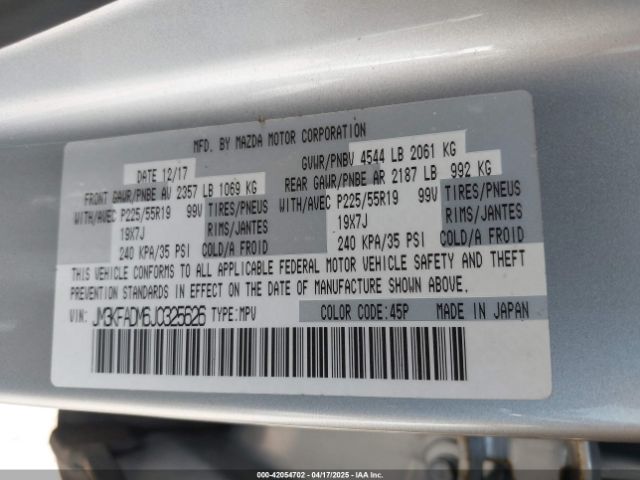 MFD. BY MAZDA MOTOR CORPORATION
DATE 12/17 GVWR/PNBV 4544 LB 2061 KG
FRONT GAWR/PNBE AV 2357 LB 1069 KG REAR GAWR/PNBE AR 2187 LB 992 KG
WITH/AVEC P225/55R19 99V TIRES/PNEUS WITH/AVEC P225/55R19 99V TIRES/PNEUS
19X7J RIMS/JANTES 19X7J RIMS/JANTES
240 KPA/35 PSI COLD/A FROID 240 KPA/35 PSI COLD/A FROID
THIS VEHICLE CONFORMS TO ALL APPLICABLE FEDERAL MOTOR VEHICLE SAFETY AND THEFT
PREVENTION STANDARDS IN EFFECT ON THE DATE OF MANUFACTURE SHOWN ABOVE.
VIN: JM3KFADM6J0325626 TYPE:MPV COLOR CODE:45P MADE IN JAPAN
000-42054702 - 04/17/2025 - IAAI.COM